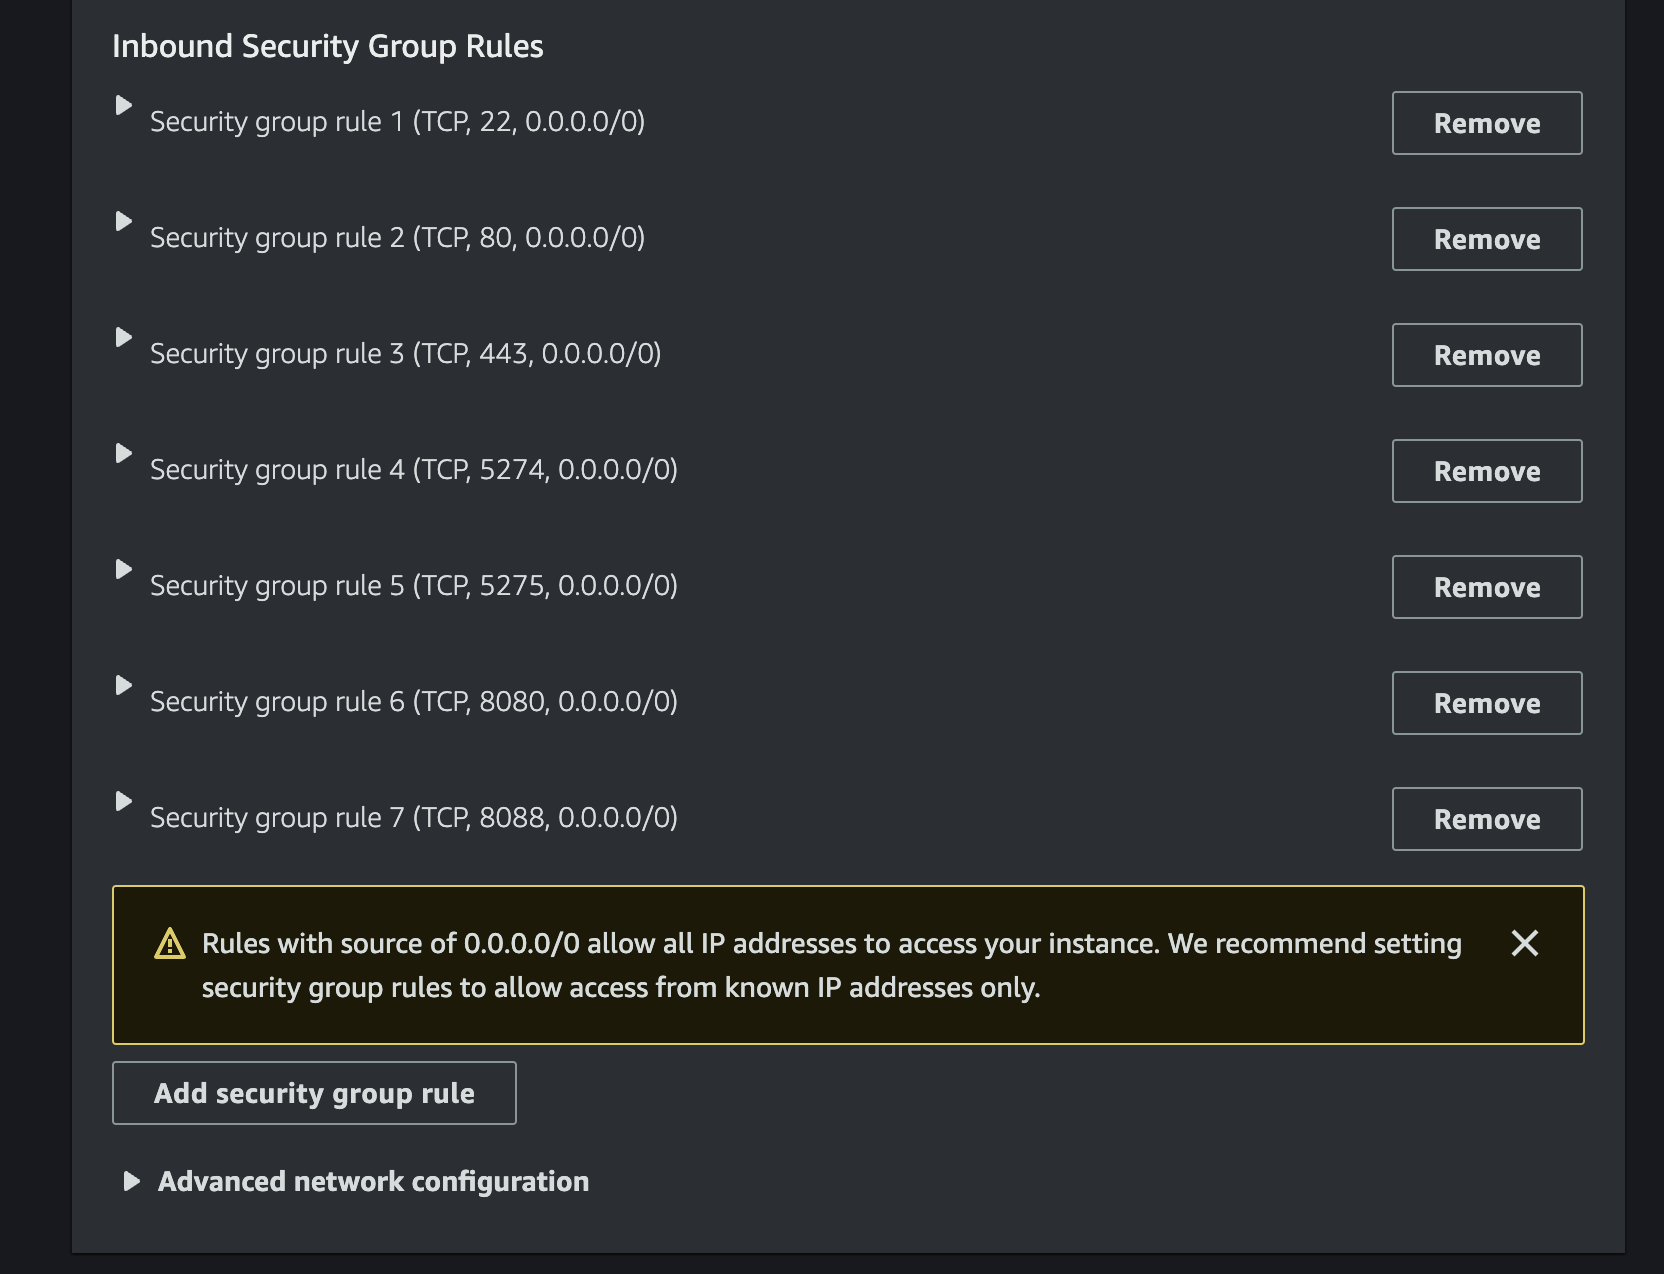 Inbound Security Group Rules
Security group rule 1 (TCP, 22, 0.0.0.0/0)
Remove
Security group rule 2 (TCP, 80, 0.0.0.0/0)
Remove
Security group rule 3 (TCP, 443, 0.0.0.0/0)
Remove
Security group rule 4 (TCP, 5274, 0.0.0.0/0)
Remove
Security group rule 5 (TCP, 5275, 0.0.0.0/0)
Remove
Security group rule 6 (TCP, 8080, 0.0.0.0/0)
Remove
Security group rule 7 (TCP, 8088, 0.0.0.0/0)
Remove
Rules with source of 0.0.0.0/0 allow all IP addresses to access your instance. We recommend setting
security group rules to allow access from known IP addresses only.
Add security group rule
Advanced network configuration